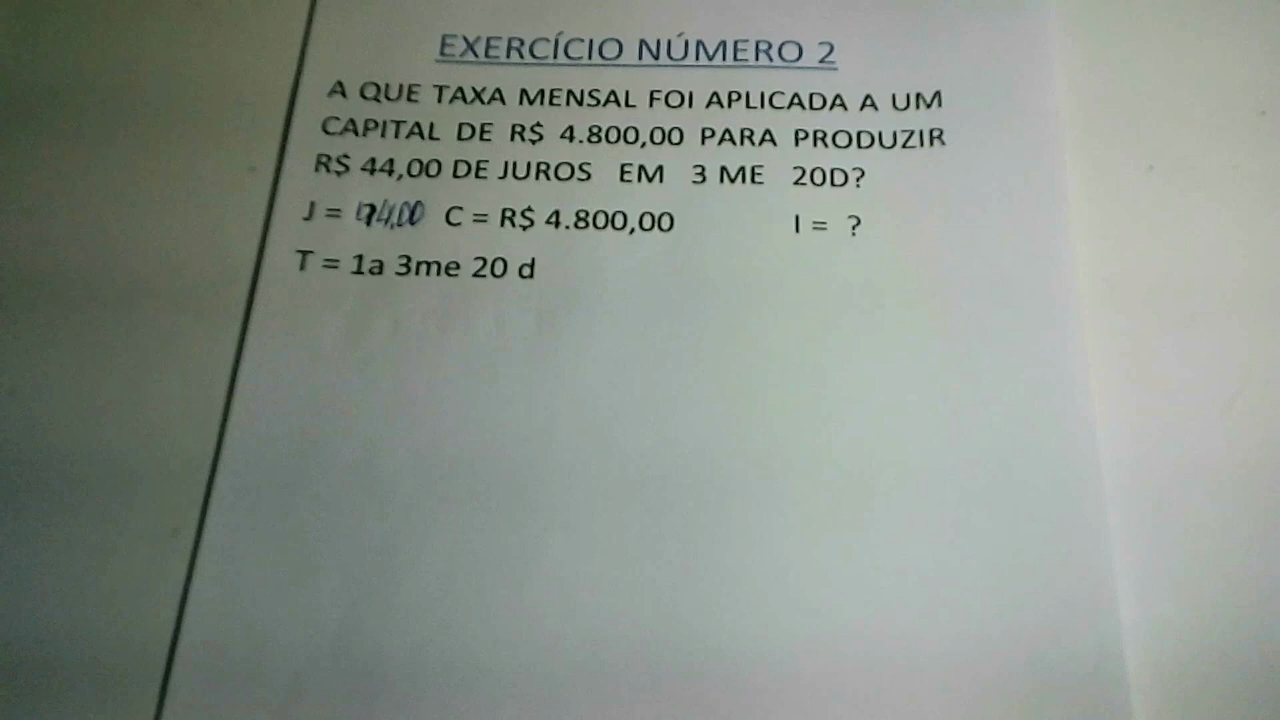 EXERCÍCIO NÚMERO 2
A QUE TAXA MENSAL FOI APLICADA A UM
CAPITAL DE R$ 4.800,00 PARA PRODUZIR
R$ 44,00 DE JUROS EM 3 ME 20D?
J = C = R$ 4.800,00 I = ?
T = 1a 3me 20 d